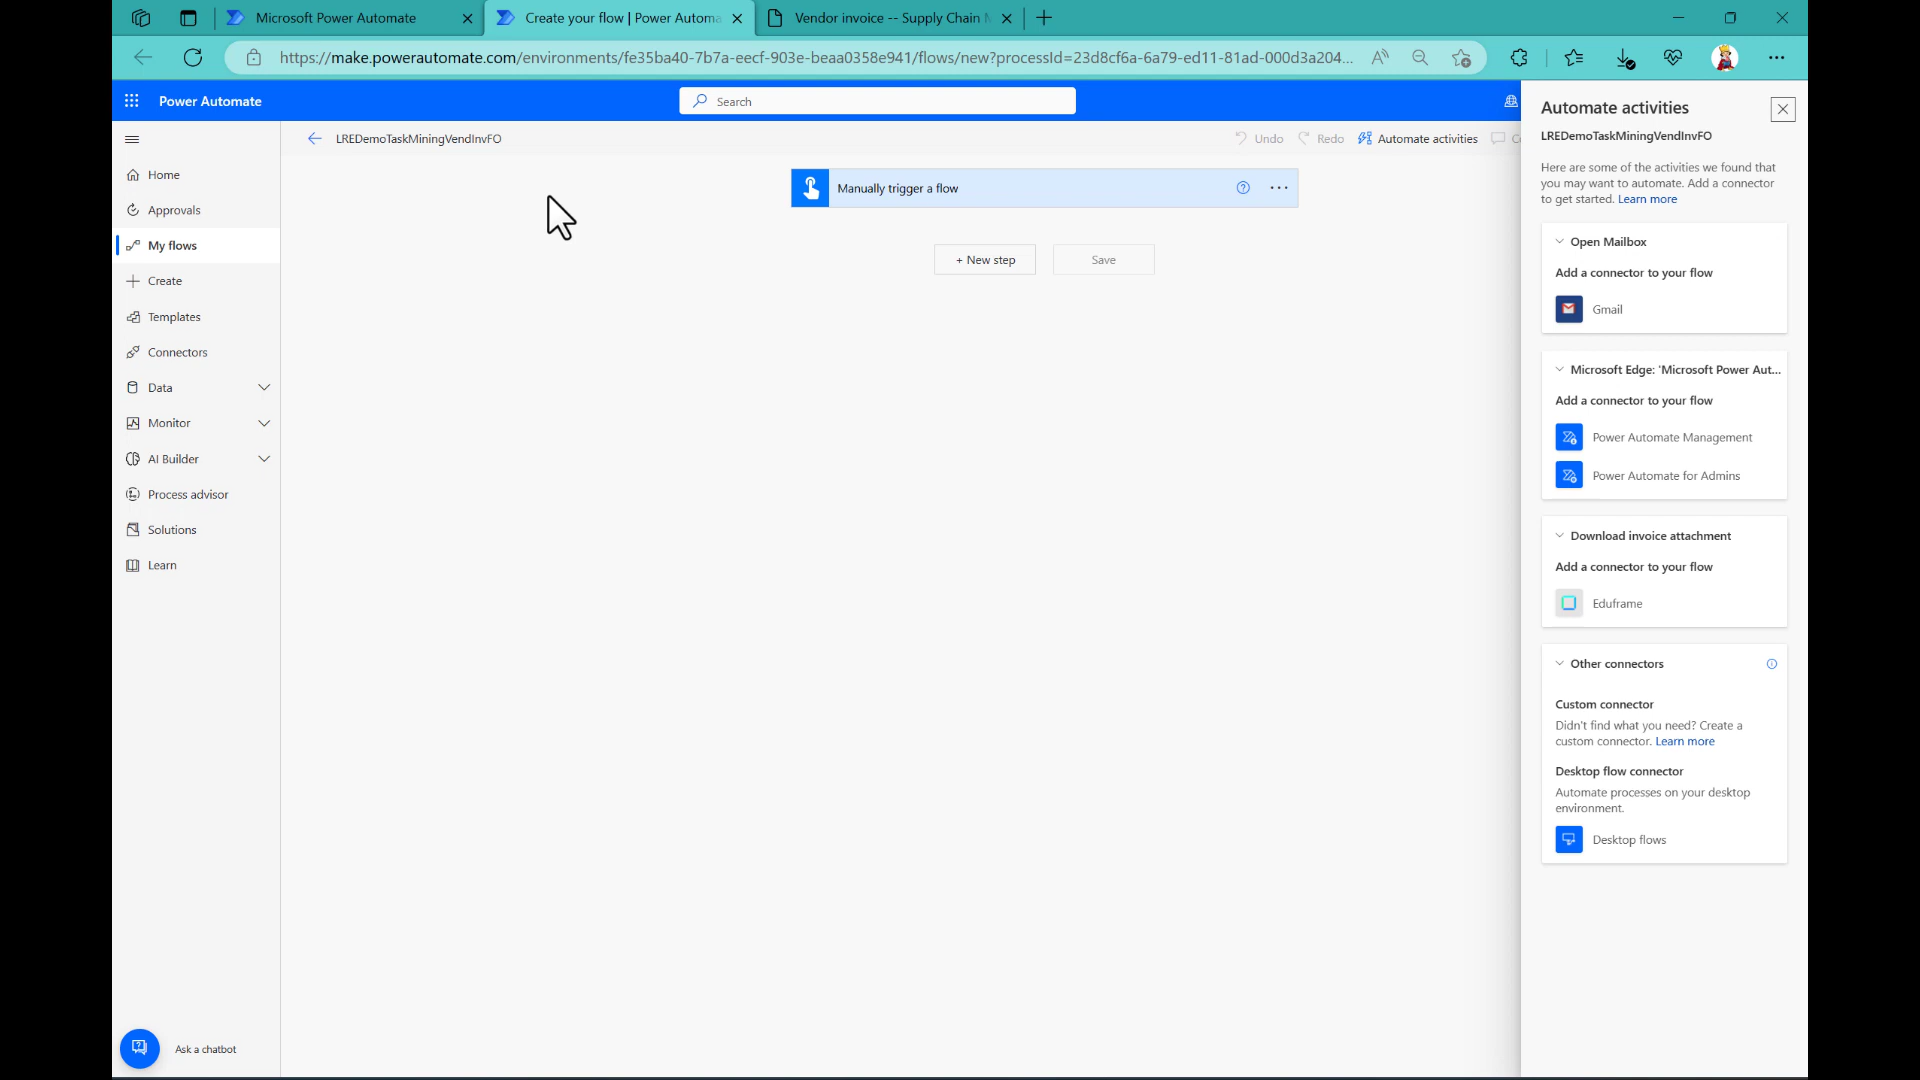 Microsoft Power Automate
Create your flow | Power Automa
Vendor invoice -- Supply Chain M
https://make.powerautomate.com/environments/fe35ba40-7b7a-eecf-903e-beaa0358e941/flows/new?processId=23d8cf6a-6a79-ed11-81ad-000d3a204...
Power Automate
Search
LREDemoTaskMiningVendInvFO
Undo
Redo
Automate activities
Home
Approvals
My flows
Create
Templates
Connectors
Data
Monitor
AI Builder
Process advisor
Solutions
Learn
Ask a chatbot
Manually trigger a flow
+ New step
Save
Automate activities
LREDemoTaskMiningVendInvFO
Here are some of the activities we found that
you may want to automate. Add a connector
to get started. Learn more
Open Mailbox
Add a connector to your flow
Gmail
Microsoft Edge: 'Microsoft Power Aut...
Add a connector to your flow
Power Automate Management
Power Automate for Admins
Download invoice attachment
Add a connector to your flow
Eduframe
Other connectors
Custom connector
Didn't find what you need? Create a
custom connector. Learn more
Desktop flow connector
Automate processes on your desktop
environment.
Desktop flows